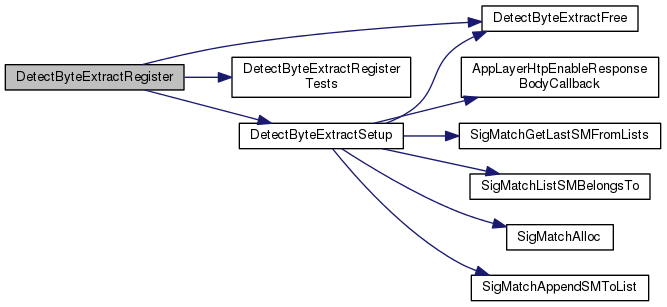 DetectByteExtractRegister
DetectByteExtractFree
DetectByteExtractRegister
Tests
AppLayerHtpEnableResponse
BodyCallback
DetectByteExtractSetup
SigMatchGetLastSMFromLists
SigMatchListSMBelongsTo
SigMatchAlloc
SigMatchAppendSMToList